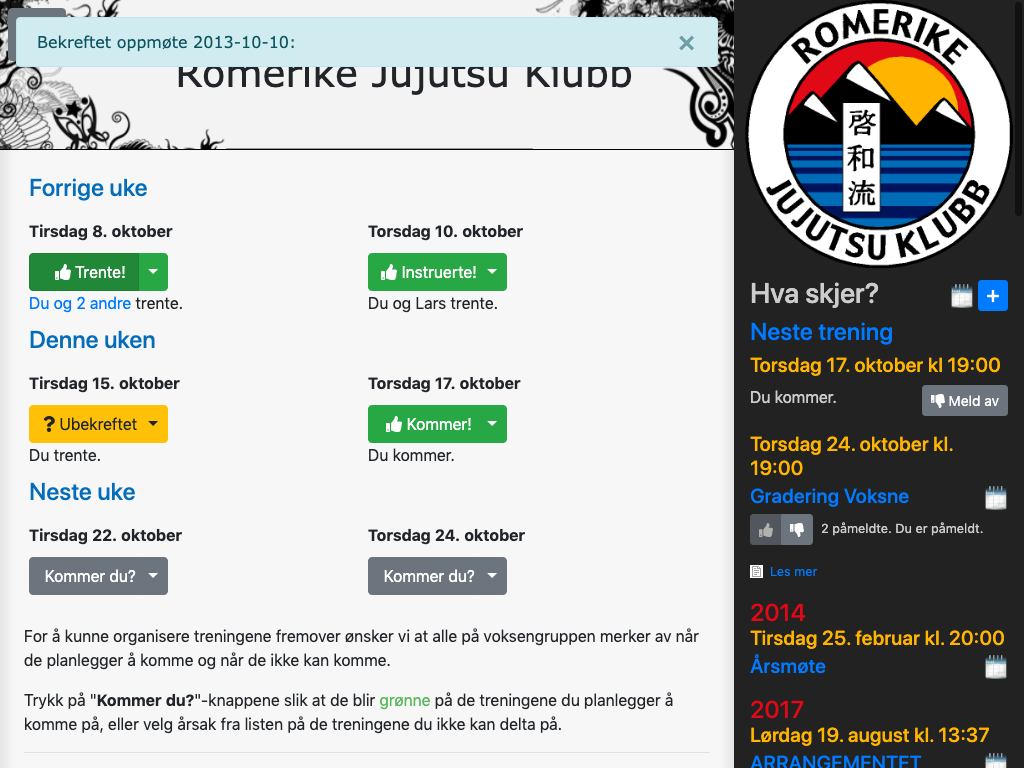 Bekreftet oppmøte 2013-10-10:
×
Romerike Jujutsu Klubb
Forrige uke
Tirsdag 8. oktober
Trente!
Du og 2 andre trente.
Torsdag 10. oktober
Instruerte!
Du og Lars trente.
Denne uken
Tirsdag 15. oktober
Ubekreftet
Du trente.
Torsdag 17. oktober
Kommer!
Du kommer.
Neste uke
Tirsdag 22. oktober
Kommer du?
Torsdag 24. oktober
Kommer du?
For å kunne organisere treningene fremover ønsker vi at alle på voksengruppen merker av når
de planlegger å komme og når de ikke kan komme.
Trykk på "Kommer du?"-knappene slik at de blir grønne på de treningene du planlegger å
komme på, eller velg årsak fra listen på de treningene du ikke kan delta på.
ROMERIKE
啓和流
JUJUTSU KLUBB
Hva skjer?
+
Neste trening
Torsdag 17. oktober kl 19:00
Du kommer.
Meld av
Torsdag 24. oktober kl.
19:00
Gradering Voksne
2 påmeldte. Du er påmeldt.
Les mer
2014
Tirsdag 25. februar kl. 20:00
Årsmøte
2017
Lørdag 19. august kl. 13:37
ARRANGEMENTET